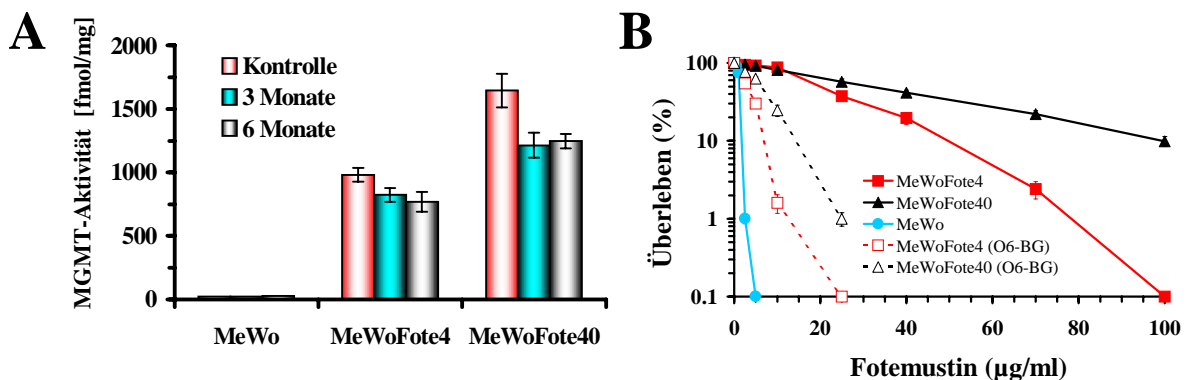 A
MGMT-Aktivität [fmol/mg]
2000
1500
1000
500
0
Kontrolle
3 Monate
6 Monate
MeWo
MeWoFote4
MeWoFote40
B
Überleben (%)
100
10
1
0.1
MeWoFote4
MeWoFote40
MeWo
MeWoFote4 (O6-BG)
MeWoFote40 (O6-BG)
0 20 40 60 80 100
Fotemustin (µg/ml)